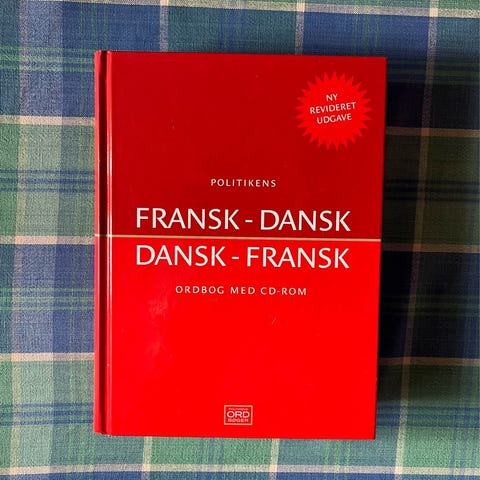 NY
REVIDERET
UDGAVE
POLITIKENS
FRANSK - DANSK
DANSK - FRANSK
ORDBOG MED CD-ROM
ORD
BØGER